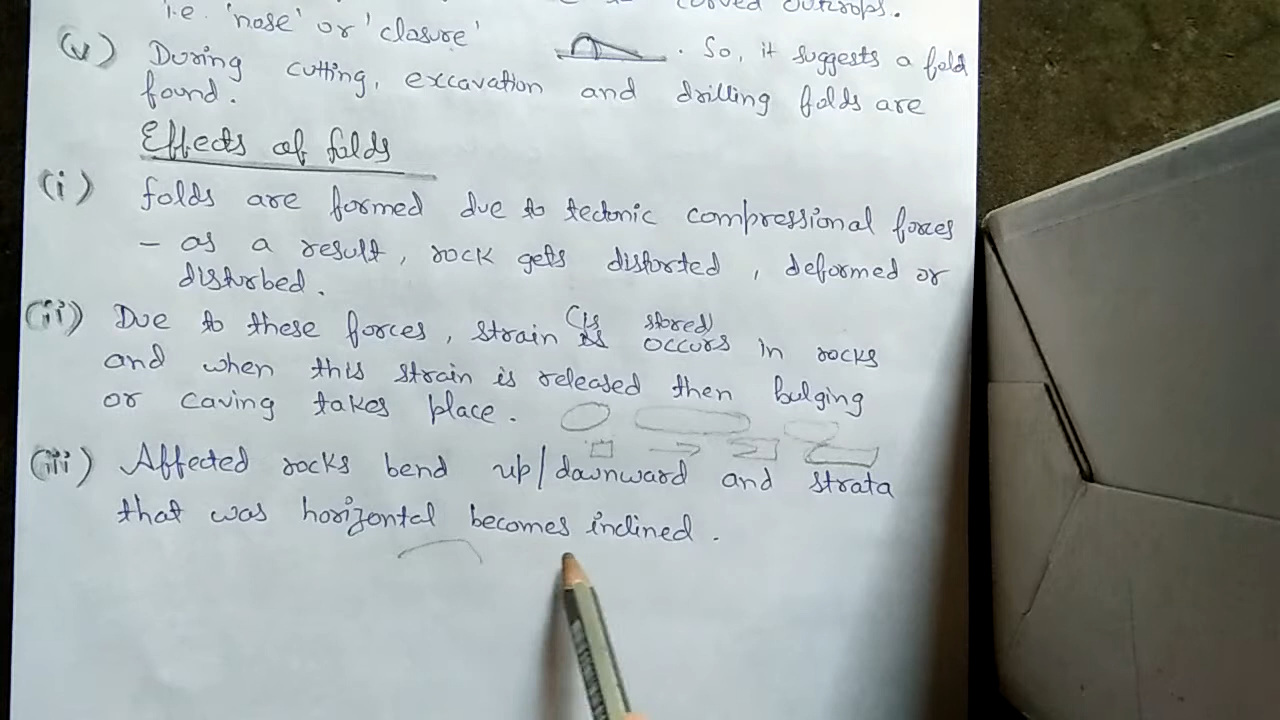 curved outcrops.
i.e. 'nose' or 'closure' . So, it suggests a fold
(v) During cutting, excavation and drilling folds are
found.
Effects of folds
(i) folds are formed due to tectonic compressional forces
- as a result, rock gets distorted, deformed or
disturbed.
(ii) Due to these forces, strain is (is stored) occurs in rocks
and when this strain is released then bulging
or caving takes place.
(iii) Affected rocks bend up/downward and strata
that was horizontal becomes inclined.